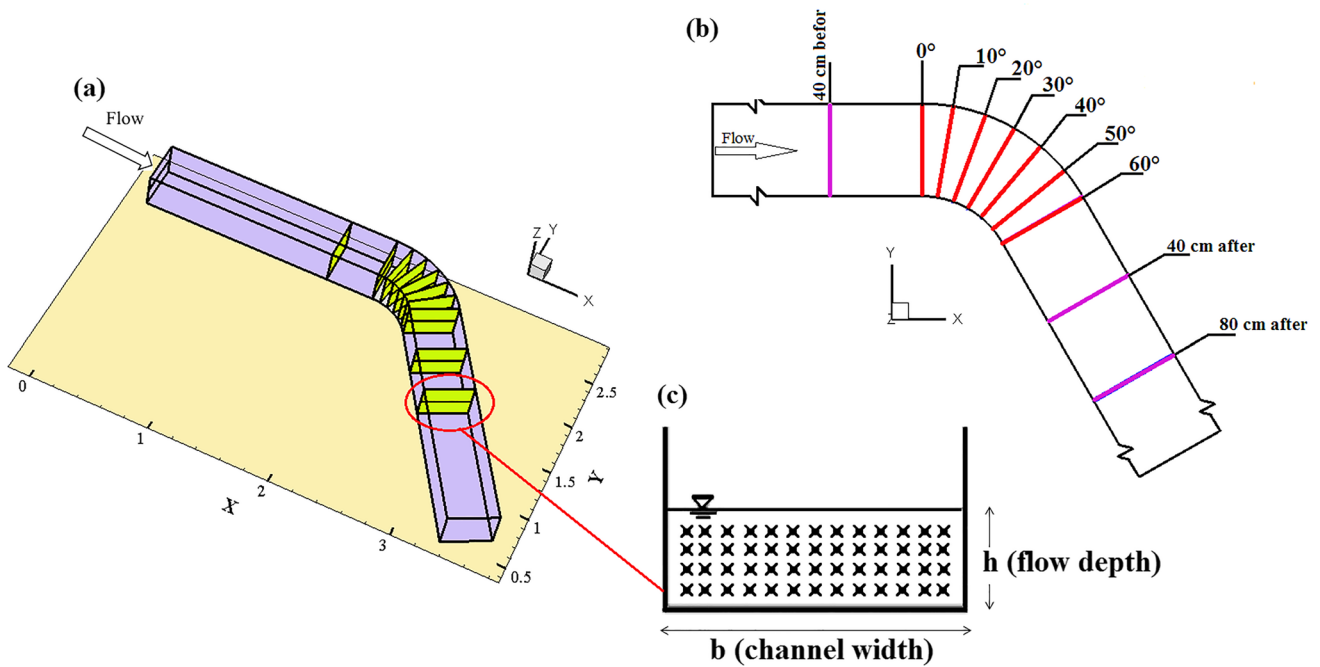 (a)
Flow
Z
Y
X
0
1
2
3
X
0.5
1
1.5
2
2.5
Y
(b)
40 cm befor
0°
10°
20°
30°
40°
50°
60°
Flow
40 cm after
80 cm after
Y
Z
X
(c)
h (flow depth)
b (channel width)